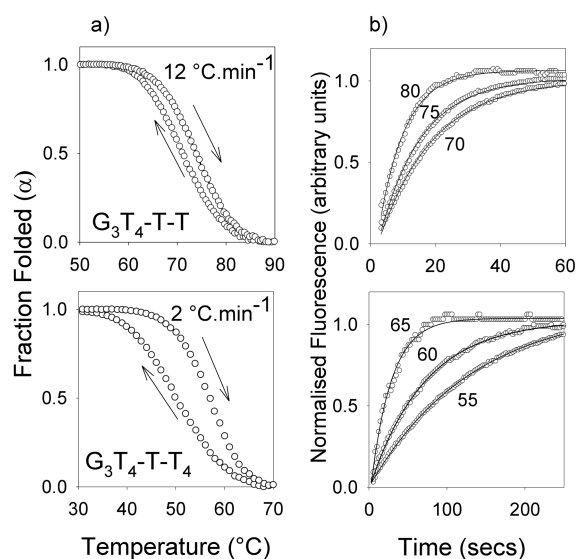 a)
b)
Fraction Folded (α)
1.0
0.5
0.0
12 °C.min⁻¹
G₃T₄-T-T
50 60 70 80 90
1.0
0.5
0.0
2 °C.min⁻¹
G₃T₄-T-T₄
30 40 50 60 70
Temperature (°C)
Normalised Fluorescence (arbitrary units)
1.0
0.5
0.0
80
75
70
0 20 40 60
1.0
0.5
0.0
65
60
55
0 100 200
Time (secs)